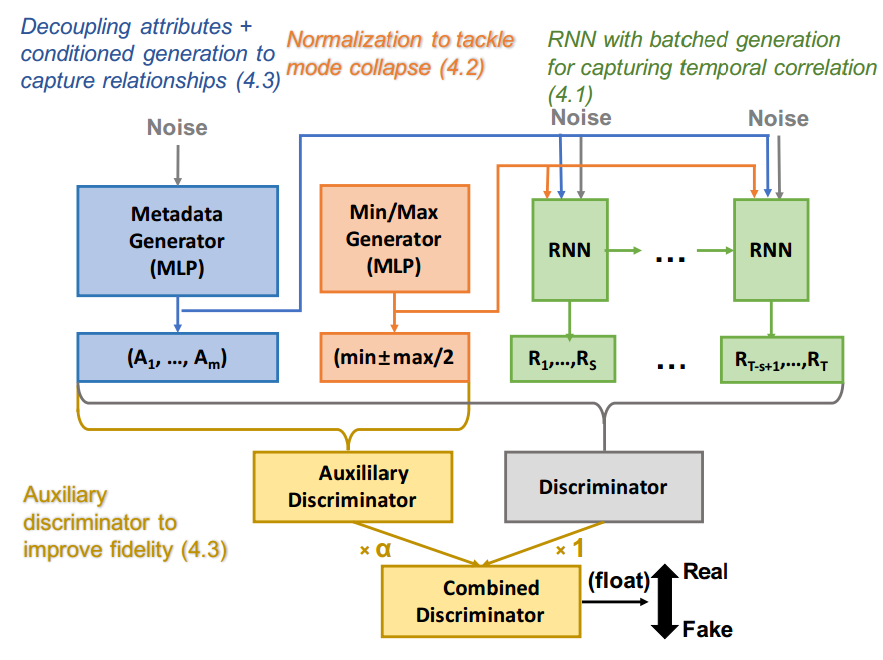 Decoupling attributes +
conditioned generation to
capture relationships (4.3)
Normalization to tackle
mode collapse (4.2)
RNN with batched generation
for capturing temporal correlation
(4.1)
Noise
Noise
Noise
Metadata
Generator
(MLP)
Min/Max
Generator
(MLP)
RNN
...
RNN
(A1, ..., Am)
(min±max/2
R1,...,RS
...
RT-s+1,...,RT
Auxililary
Discriminator
Discriminator
Auxiliary
discriminator to
improve fidelity (4.3)
× α
× 1
Combined
Discriminator
(float)
Real
Fake